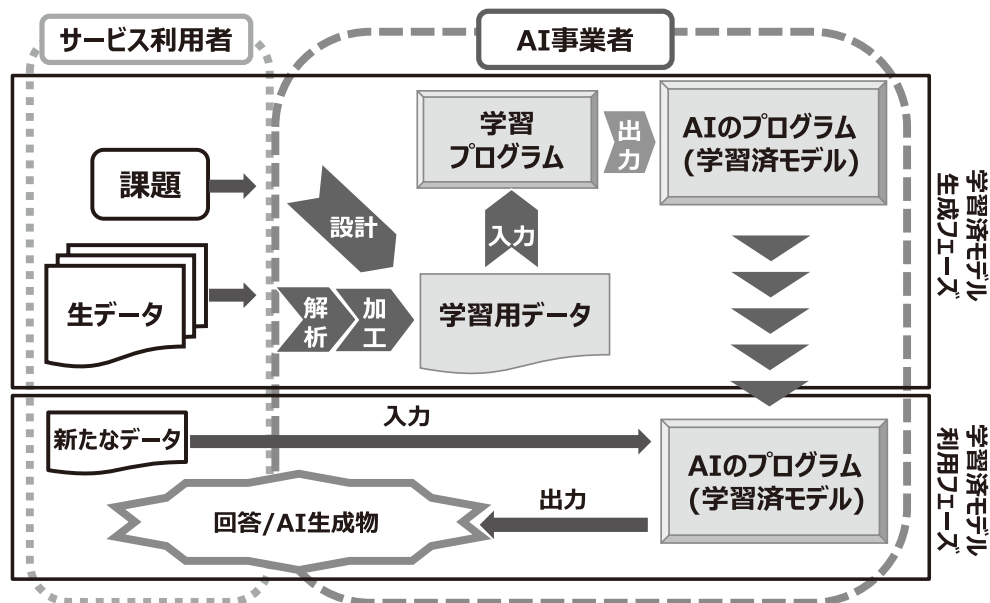 サービス利用者
AI事業者
学習
プログラム
出力
AIのプログラム
(学習済モデル)
課題
設計
入力
生データ
解析
加工
学習用データ
学習済モデル
生成フェーズ
新たなデータ
入力
AIのプログラム
(学習済モデル)
出力
回答/AI生成物
学習済モデル
利用フェーズ